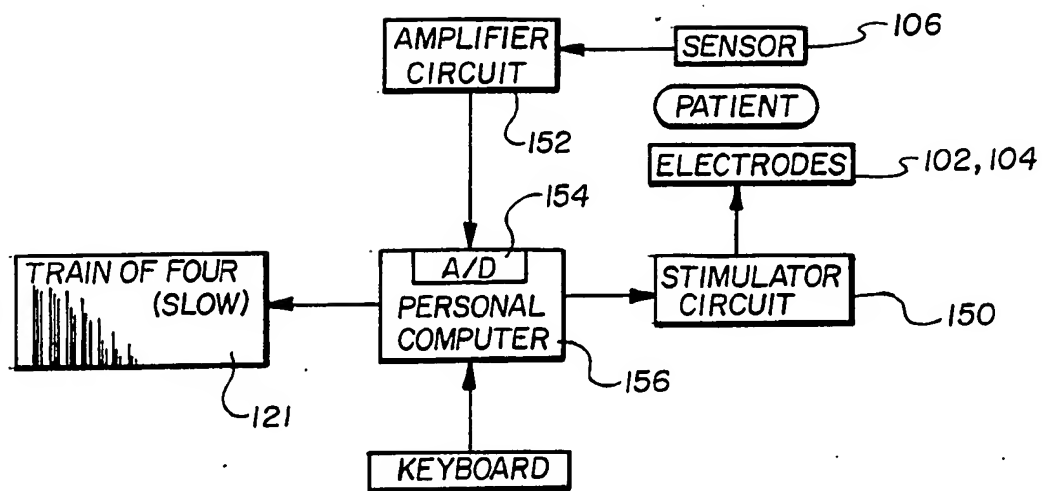 AMPLIFIER
CIRCUIT
152
SENSOR
106
PATIENT
ELECTRODES
102, 104
154
A/D
PERSONAL
COMPUTER
156
STIMULATOR
CIRCUIT
150
TRAIN OF FOUR
(SLOW)
121
KEYBOARD